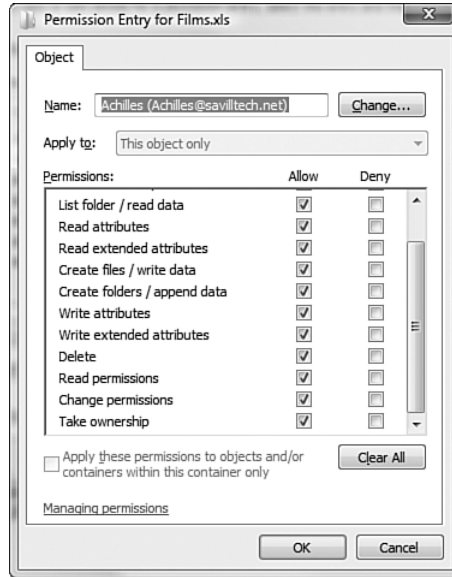 Permission Entry for Films.xls
Object
Name: Achilles (Achilles@savilltech.net) Change...
Apply to: This object only
Permissions: Allow Deny
List folder / read data
Read attributes
Read extended attributes
Create files / write data
Create folders / append data
Write attributes
Write extended attributes
Delete
Read permissions
Change permissions
Take ownership
Apply these permissions to objects and/or
containers within this container only
Clear All
Managing permissions
OK Cancel